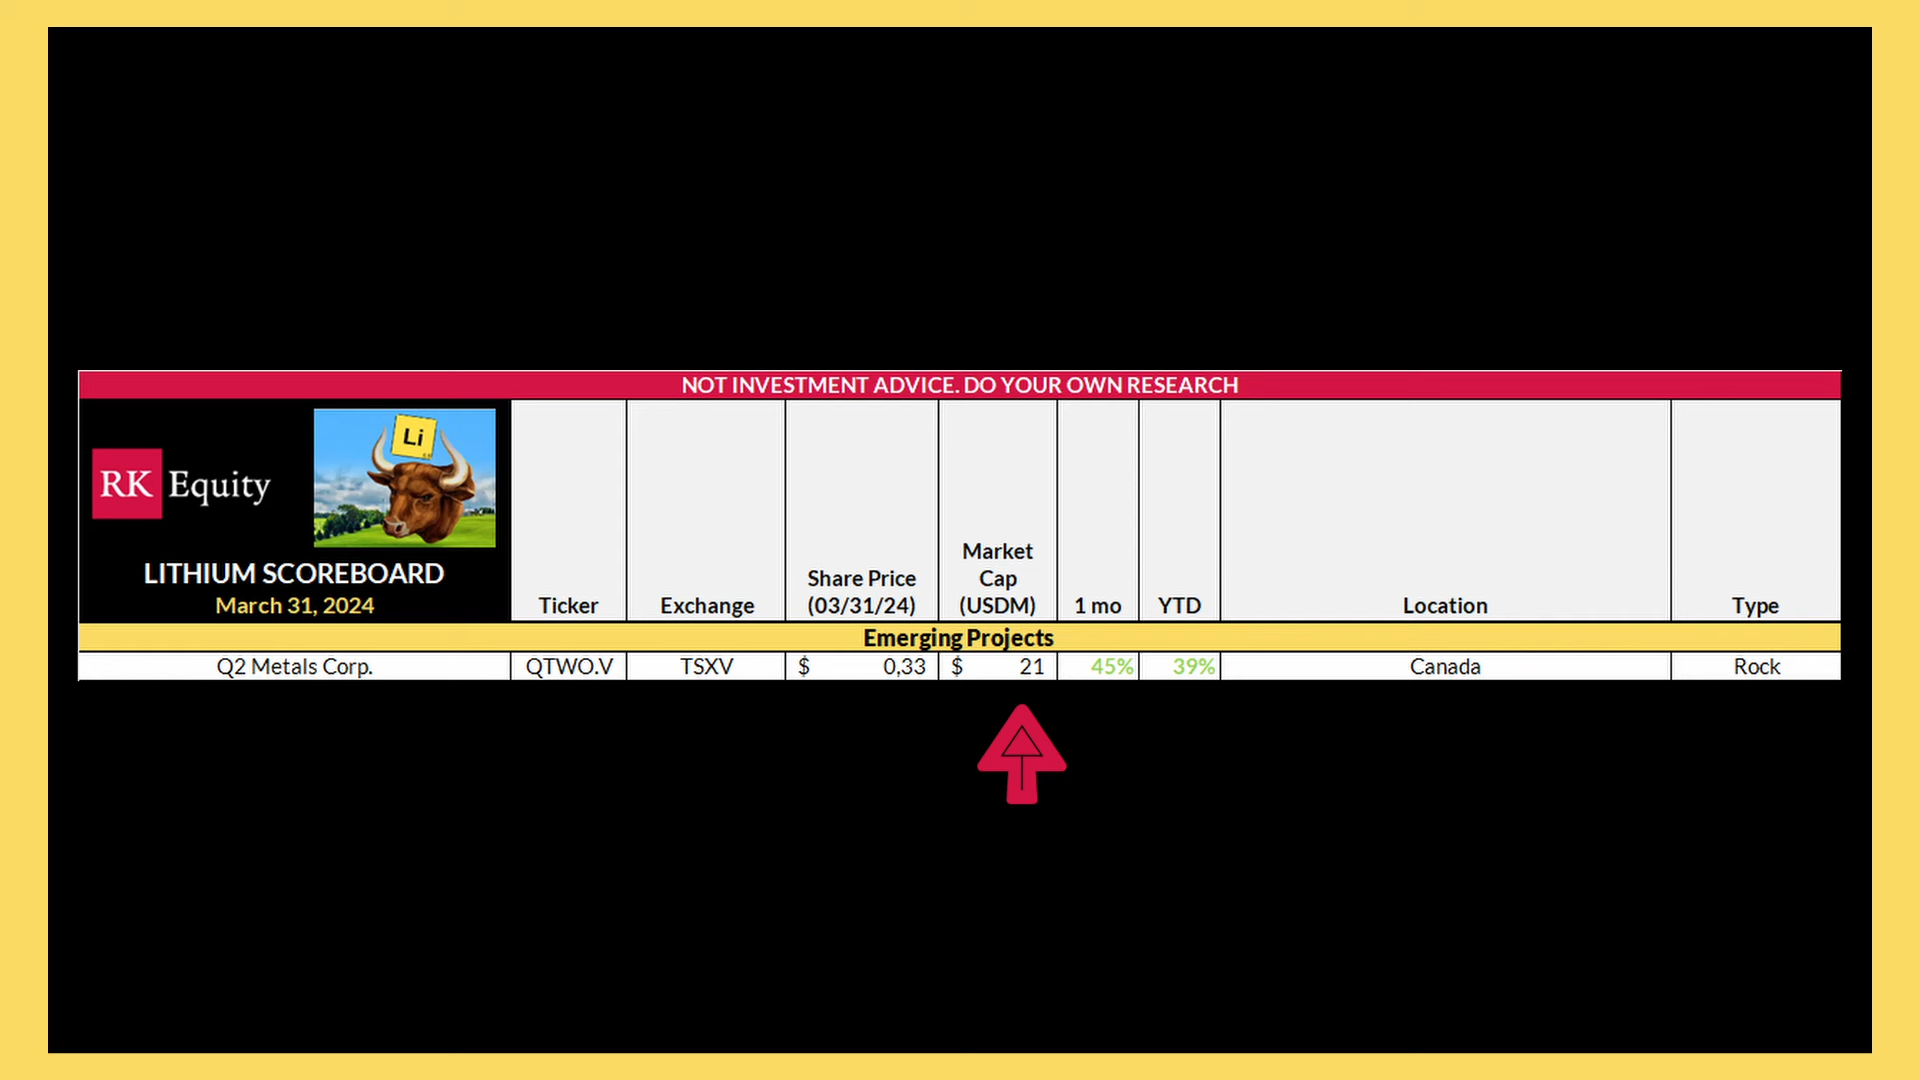 NOT INVESTMENT ADVICE. DO YOUR OWN RESEARCH
Li
RK Equity
LITHIUM SCOREBOARD
March 31, 2024
Ticker
Exchange
Share Price
(03/31/24)
Market
Cap
(USDM)
1 mo
YTD
Location
Type
Emerging Projects
Q2 Metals Corp. QTWO.V TSXV $ 0,33 $ 21 45% 39% Canada Rock